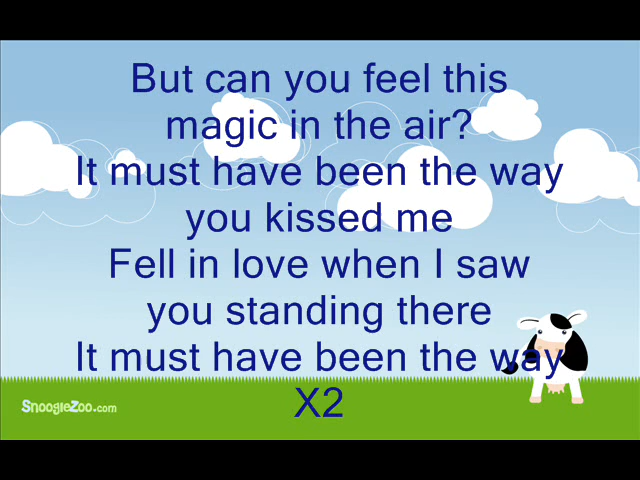 But can you feel this
magic in the air?
It must have been the way
you kissed me
Fell in love when I saw
you standing there
It must have been the way
X2
SnoogleZoo.com